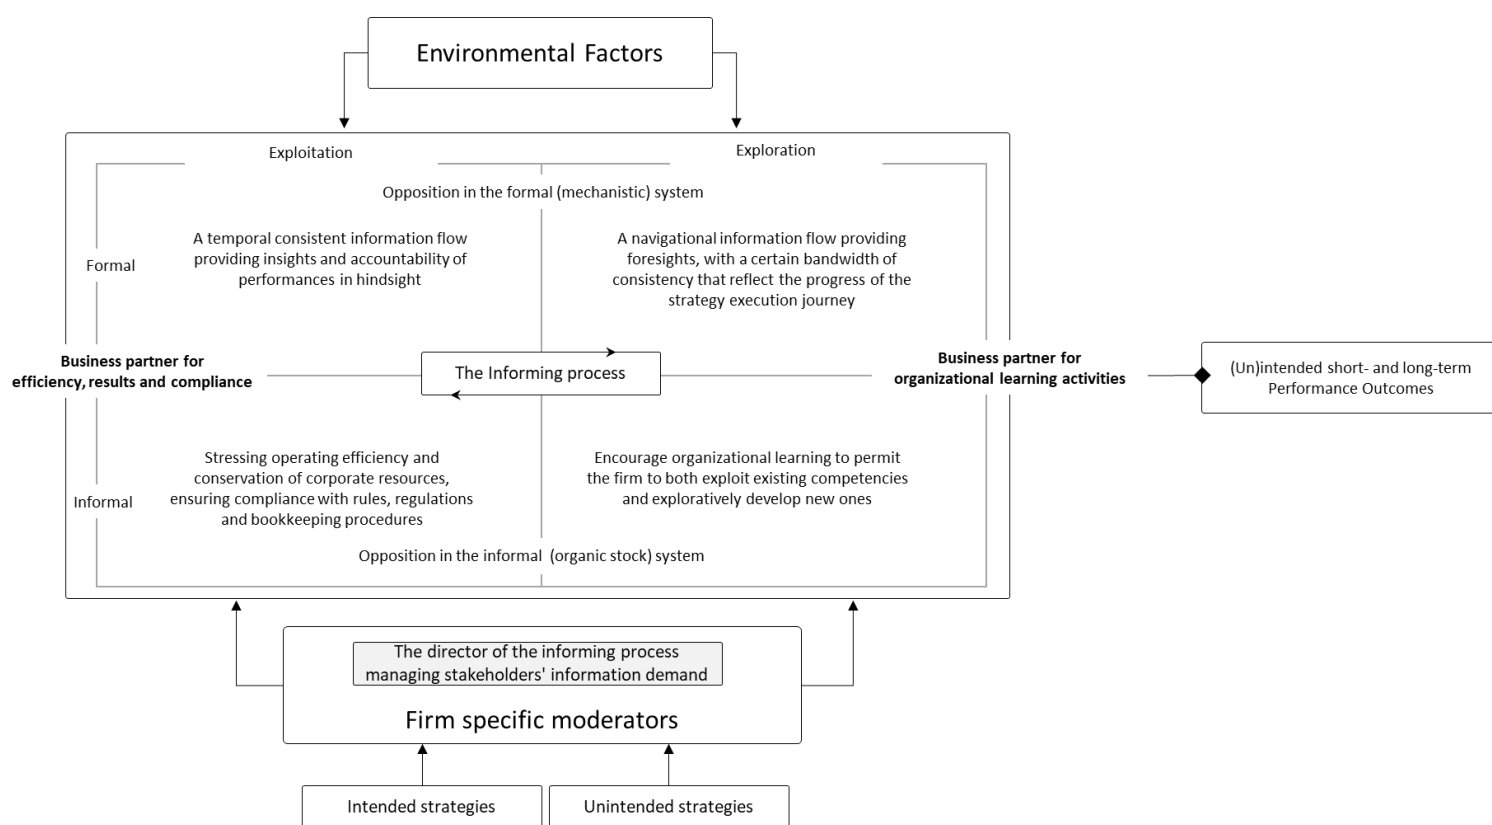 Environmental Factors
Exploitation
Exploration
Opposition in the formal (mechanistic) system
A temporal consistent information flow
providing insights and accountability of
performances in hindsight
A navigational information flow providing
foresights, with a certain bandwidth of
consistency that reflect the progress of the
strategy execution journey
Formal
Business partner for
efficiency, results and compliance
The Informing process
Business partner for
organizational learning activities
(Un)intended short- and long-term
Performance Outcomes
Stressing operating efficiency and
conservation of corporate resources,
ensuring compliance with rules, regulations
and bookkeeping procedures
Encourage organizational learning to permit
the firm to both exploit existing competencies
and exploratively develop new ones
Informal
Opposition in the informal (organic stock) system
The director of the informing process
managing stakeholders' information demand
Firm specific moderators
Intended strategies
Unintended strategies